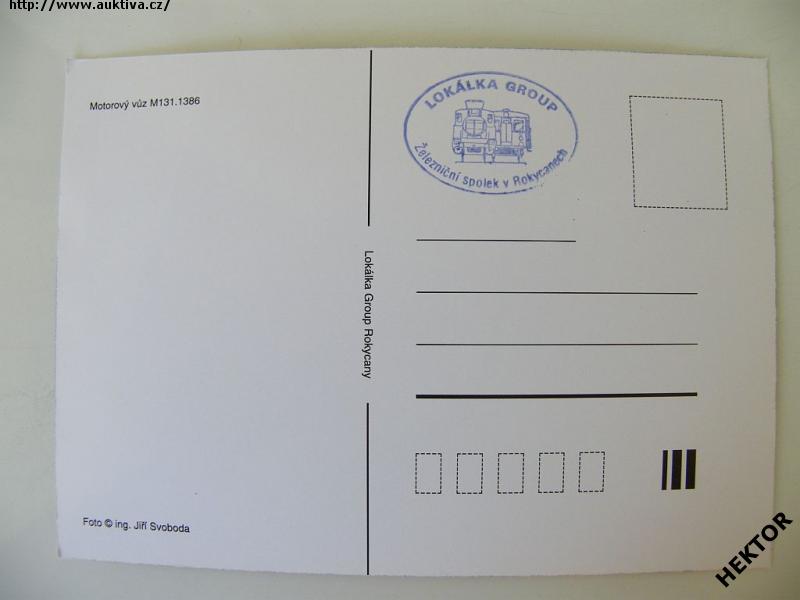 http://www.auktiva.cz/
Motorový vůz M131.1386
LOKÁLKA GROUP
Železniční spolek v Rokycanech
Lokálka Group Rokycany
Foto © ing. Jiří Svoboda
HEKTOR